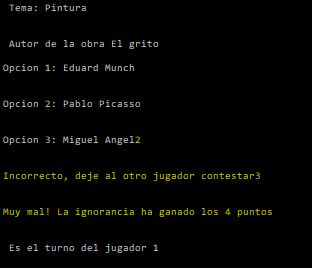 Tema: Pintura
Autor de la obra El grito
Opcion 1: Eduard Munch
Opcion 2: Pablo Picasso
Opcion 3: Miguel Angel2
Incorrecto, deje al otro jugador contestar3
Muy mal! La ignorancia ha ganado los 4 puntos
Es el turno del jugador 1